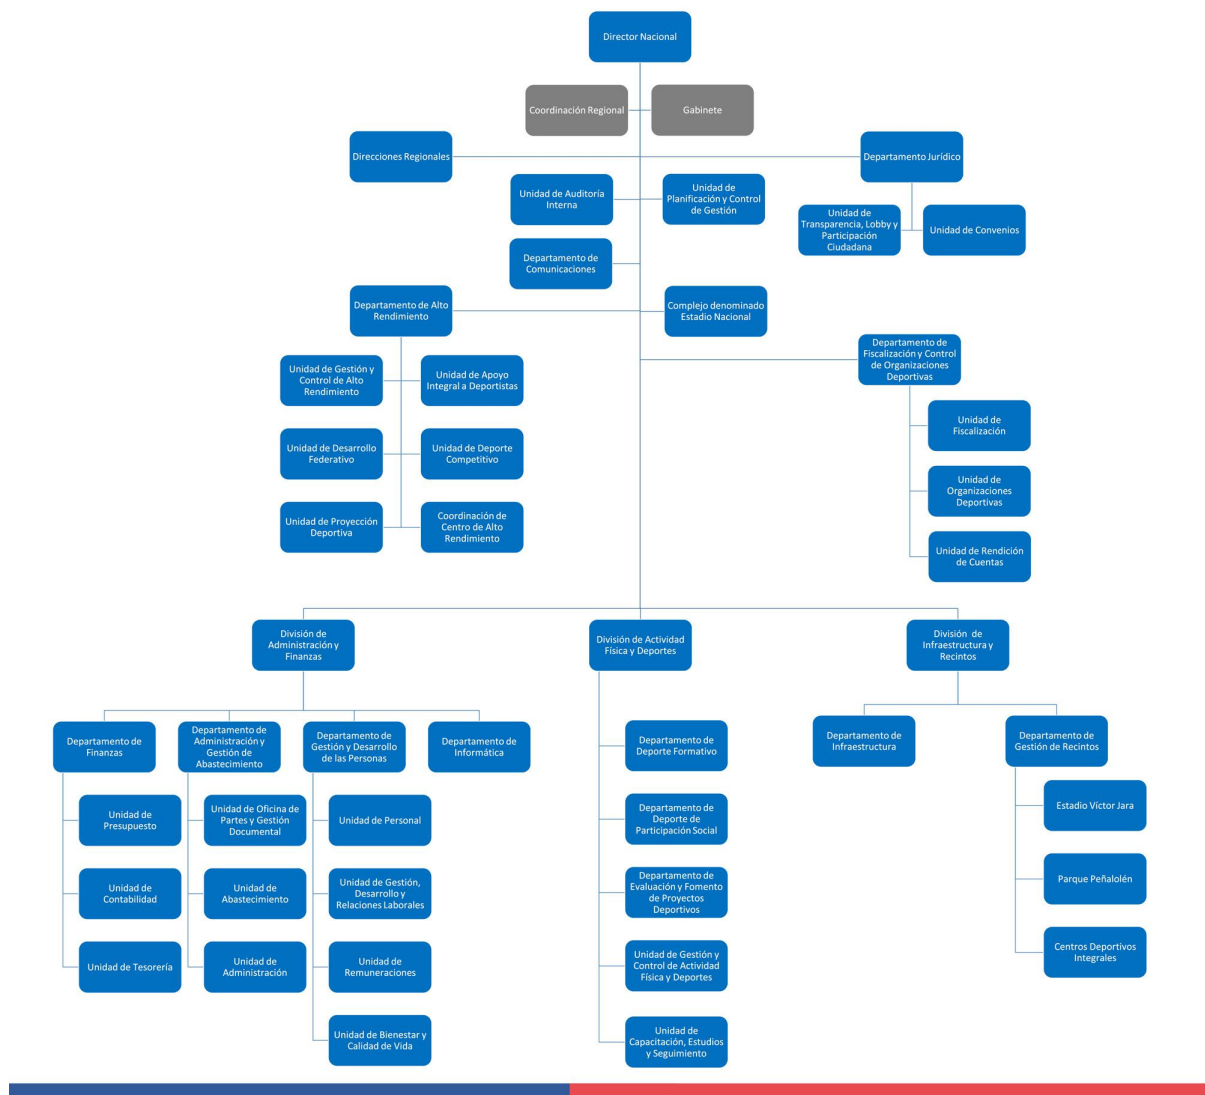 Director Nacional
Coordinación Regional
Gabinete
Direcciones Regionales
Departamento Jurídico
Unidad de Auditoría
Interna
Unidad de
Planificación y Control
de Gestión
Unidad de
Transparencia, Lobby y
Participación
Ciudadana
Unidad de Convenios
Departamento de
Comunicaciones
Departamento de Alto
Rendimiento
Complejo denominado
Estadio Nacional
Departamento de
Fiscalización y Control
de Organizaciones
Deportivas
Unidad de Gestión y
Control de Alto
Rendimiento
Unidad de Apoyo
Integral a Deportistas
Unidad de Desarrollo
Federativo
Unidad de Deporte
Competitivo
Unidad de Proyección
Deportiva
Coordinación de
Centro de Alto
Rendimiento
Unidad de
Fiscalización
Unidad de
Organizaciones
Deportivas
Unidad de Rendición
de Cuentas
División de
Administración y
Finanzas
División de Actividad
Física y Deportes
División de
Infraestructura y
Recintos
Departamento de
Finanzas
Departamento de
Administración y
Gestión de
Abastecimiento
Departamento de
Gestión y Desarrollo
de las Personas
Departamento de
Informática
Unidad de
Presupuesto
Unidad de
Contabilidad
Unidad de Tesorería
Unidad de Oficina de
Partes y Gestión
Documental
Unidad de
Abastecimiento
Unidad de
Administración
Unidad de Personal
Unidad de Gestión,
Desarrollo y
Relaciones Laborales
Unidad de
Remuneraciones
Unidad de Bienestar y
Calidad de Vida
Departamento de
Deporte Formativo
Departamento de
Deporte de
Participación Social
Departamento de
Evaluación y Fomento
de Proyectos
Deportivos
Unidad de Gestión y
Control de Actividad
Física y Deportes
Unidad de
Capacitación, Estudios
y Seguimiento
Departamento de
Infraestructura
Departamento de
Gestión de Recintos
Estadio Víctor Jara
Parque Peñalolén
Centros Deportivos
Integrales